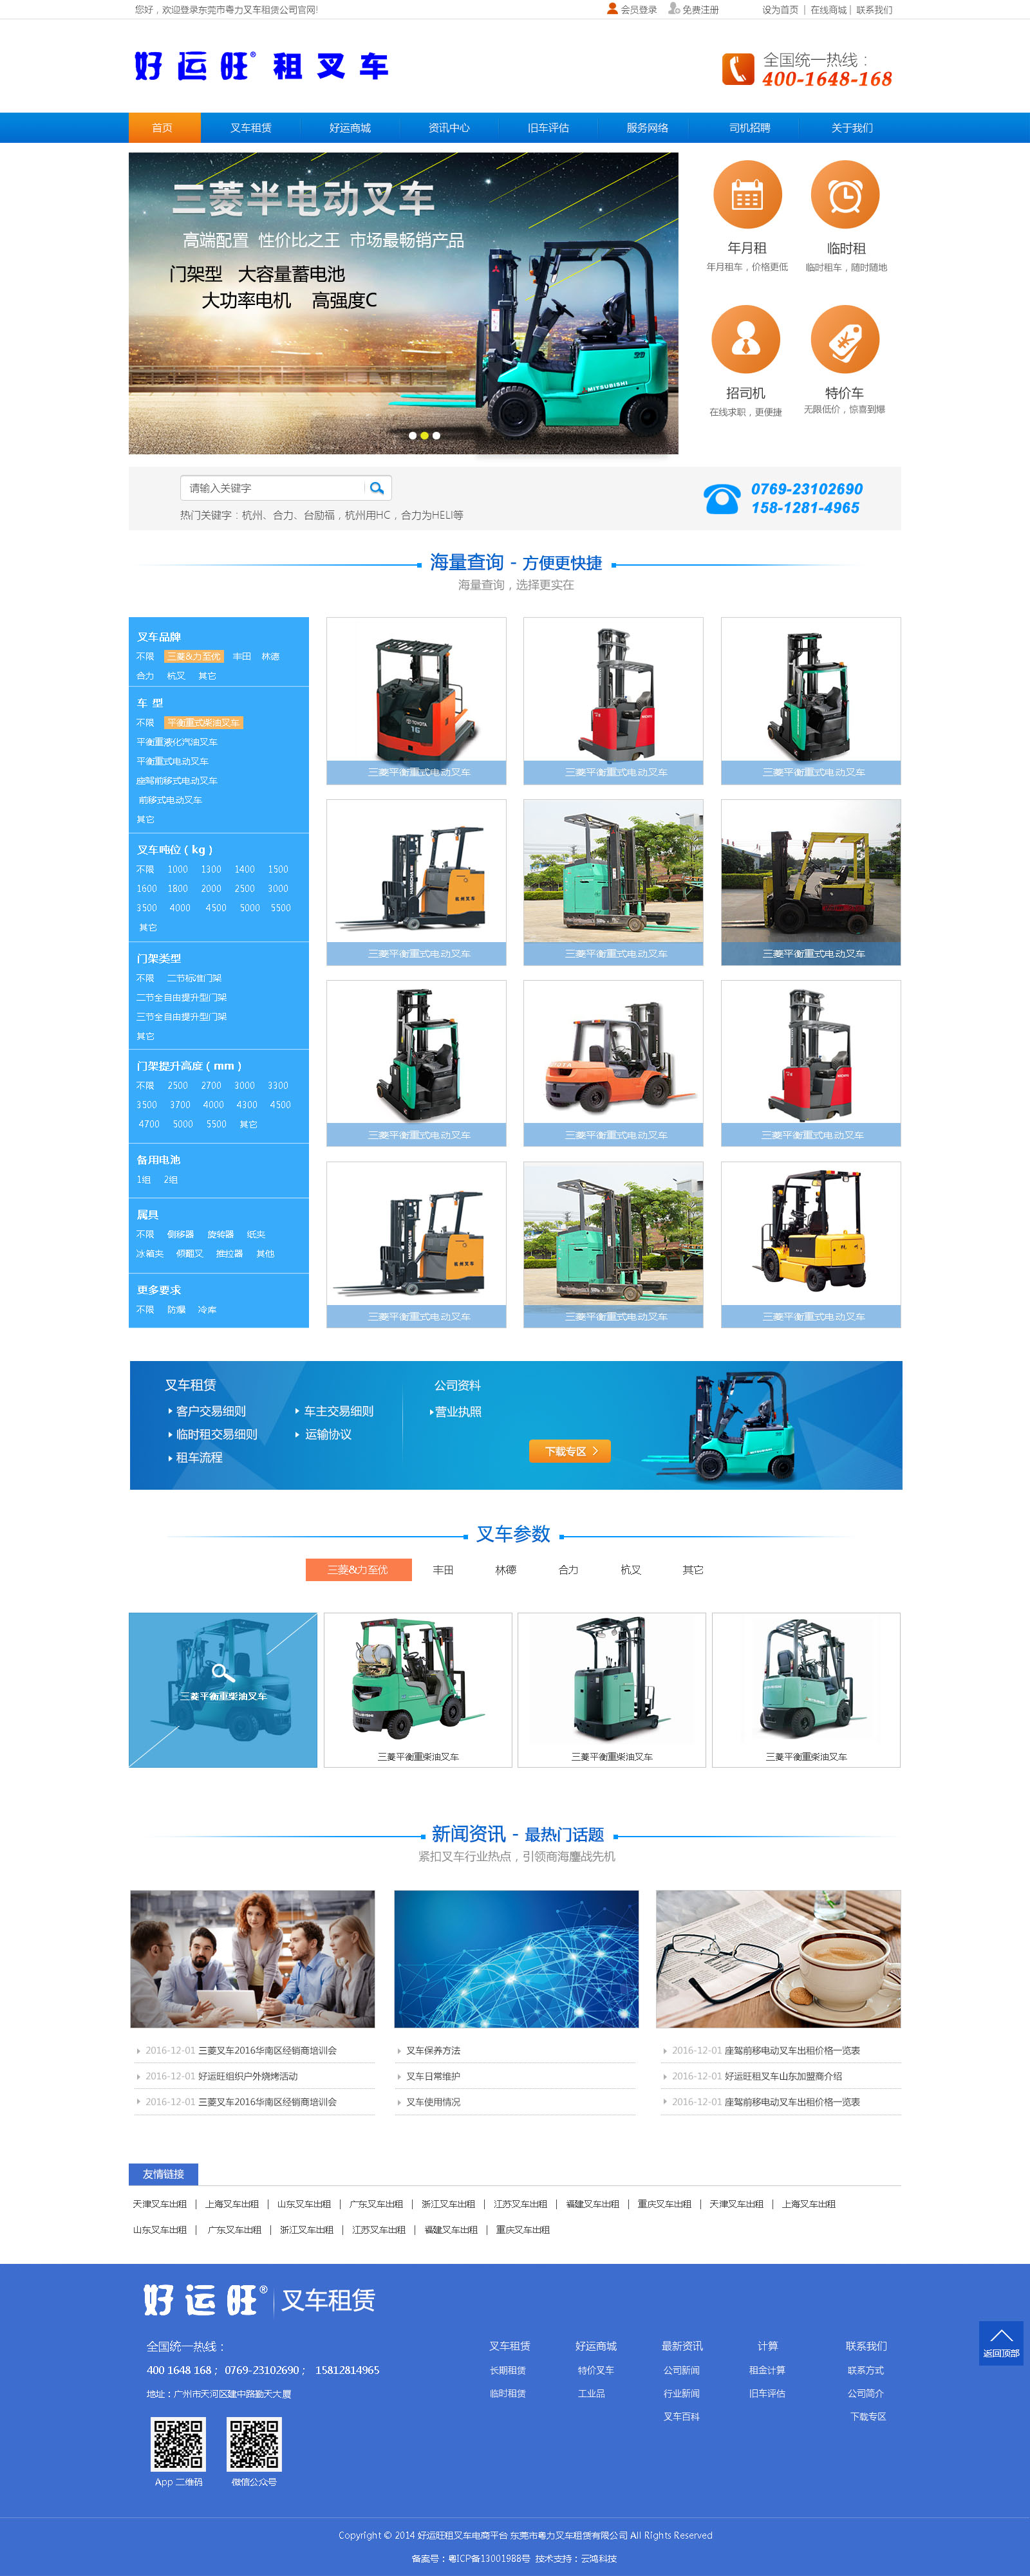 您好，欢迎登录东莞市粤力叉车租赁公司官网!
会员登录 免费注册 设为首页 | 在线商城 | 联系我们
好运旺® 租叉车
全国统一热线：
400-1648-168
首页 叉车租赁 好运商城 资讯中心 旧车评估 服务网络 司机招聘 关于我们
三菱半电动叉车
高端配置 性价比之王 市场最畅销产品
门架型 大容量蓄电池
大功率电机 高强度C
MITSUBISHI
年月租 临时租
年月租车，价格更低 临时租车，随时随地
招司机 特价车
在线求职，更便捷 无限低价，惊喜到爆
请输入关键字
热门关键字：杭州、合力、台励福，杭州用HC，合力为HELI等
0769-23102690
158-1281-4965
海量查询 - 方便更快捷
海量查询，选择更实在
叉车品牌
不限 三菱&力至优 丰田 林德
合力 杭叉 其它
车 型
不限 平衡重式柴油叉车
平衡重液化汽油叉车
平衡重式电动叉车
座驾前移式电动叉车
前移式电动叉车
其它
叉车吨位（kg）
不限 1000 1300 1400 1500
1600 1800 2000 2500 3000
3500 4000 4500 5000 5500
其它
门架类型
不限 二节标准门架
二节全自由提升型门架
三节全自由提升型门架
其它
门架提升高度（mm）
不限 2500 2700 3000 3300
3500 3700 4000 4300 4500
4700 5000 5500 其它
备用电池
1组 2组
属具
不限 侧移器 旋转器 纸夹
冰箱夹 倾翻叉 推拉器 其他
更多要求
不限 防爆 冷库
TOYOTA
16
三菱平衡重式电动叉车 三菱平衡重式电动叉车 三菱平衡重式电动叉车
三菱平衡重式电动叉车 三菱平衡重式电动叉车 三菱平衡重式电动叉车
三菱平衡重式电动叉车 三菱平衡重式电动叉车 三菱平衡重式电动叉车
三菱平衡重式电动叉车 三菱平衡重式电动叉车 三菱平衡重式电动叉车
叉车租赁 公司资料
客户交易细则 车主交易细则 营业执照
临时租交易细则 运输协议
租车流程
下载专区
叉车参数
三菱&力至优 丰田 林德 合力 杭叉 其它
三菱平衡重柴油叉车
三菱平衡重柴油叉车 三菱平衡重柴油叉车 三菱平衡重柴油叉车
新闻资讯 - 最热门话题
紧扣叉车行业热点，引领商海鏖战先机
2016-12-01 三菱叉车2016华南区经销商培训会
2016-12-01 好运旺组织户外烧烤活动
2016-12-01 三菱叉车2016华南区经销商培训会
叉车保养方法
叉车日常维护
叉车使用情况
2016-12-01 座驾前移电动叉车出租价格一览表
2016-12-01 好运旺租叉车山东加盟商介绍
2016-12-01 座驾前移电动叉车出租价格一览表
友情链接
天津叉车出租 | 上海叉车出租 | 山东叉车出租 | 广东叉车出租 | 浙江叉车出租 | 江苏叉车出租 | 福建叉车出租 | 重庆叉车出租 | 天津叉车出租 | 上海叉车出租
山东叉车出租 | 广东叉车出租 | 浙江叉车出租 | 江苏叉车出租 | 福建叉车出租 | 重庆叉车出租
好运旺® 叉车租赁
全国统一热线：
400 1648 168； 0769-23102690； 15812814965
地址：广州市天河区建中路勤天大厦
App 二维码 微信公众号
叉车租赁 好运商城 最新资讯 计算 联系我们
长期租赁 特价叉车 公司新闻 租金计算 联系方式
临时租赁 工业品 行业新闻 旧车评估 公司简介
叉车百科 下载专区
返回顶部
Copyright © 2014 好运旺租叉车电商平台 东莞市粤力叉车租赁有限公司 All Rights Reserved
备案号：粤ICP备13001988号 技术支持：云鸿科技